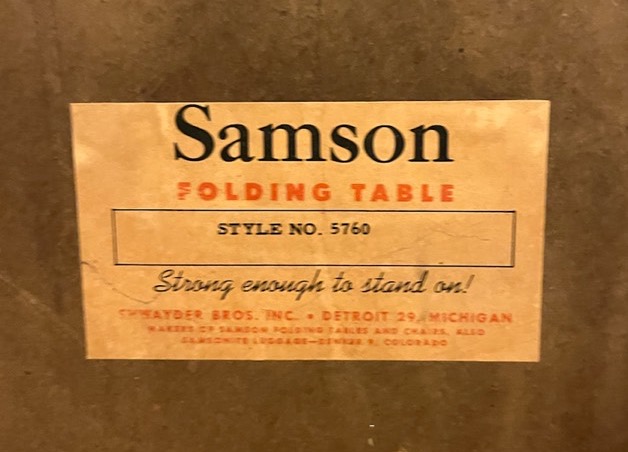 Samson
FOLDING TABLE
STYLE NO. 5760
Strong enough to stand on!
SHWAYDER BROS. INC. • DETROIT 29, MICHIGAN
MAKERS OF SAMSON FOLDING TABLES AND CHAIRS, ALSO
SAMSONITE LUGGAGE—DENVER 9, COLORADO